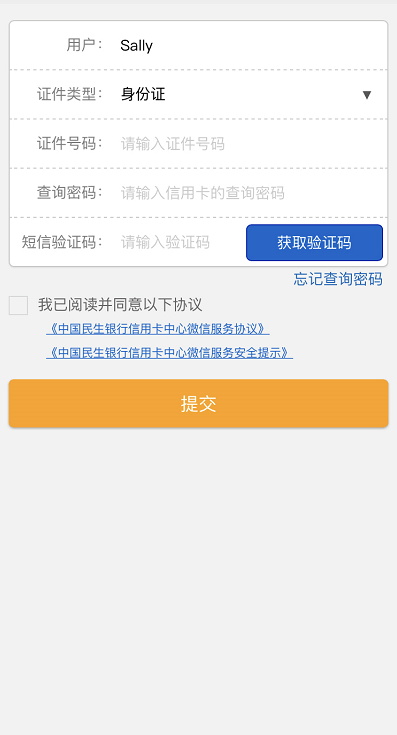 用户： Sally
证件类型： 身份证 ▼
证件号码： 请输入证件号码
查询密码： 请输入信用卡的查询密码
短信验证码： 请输入验证码 获取验证码
忘记查询密码
我已阅读并同意以下协议
《中国民生银行信用卡中心微信服务协议》
《中国民生银行信用卡中心微信服务安全提示》
提交